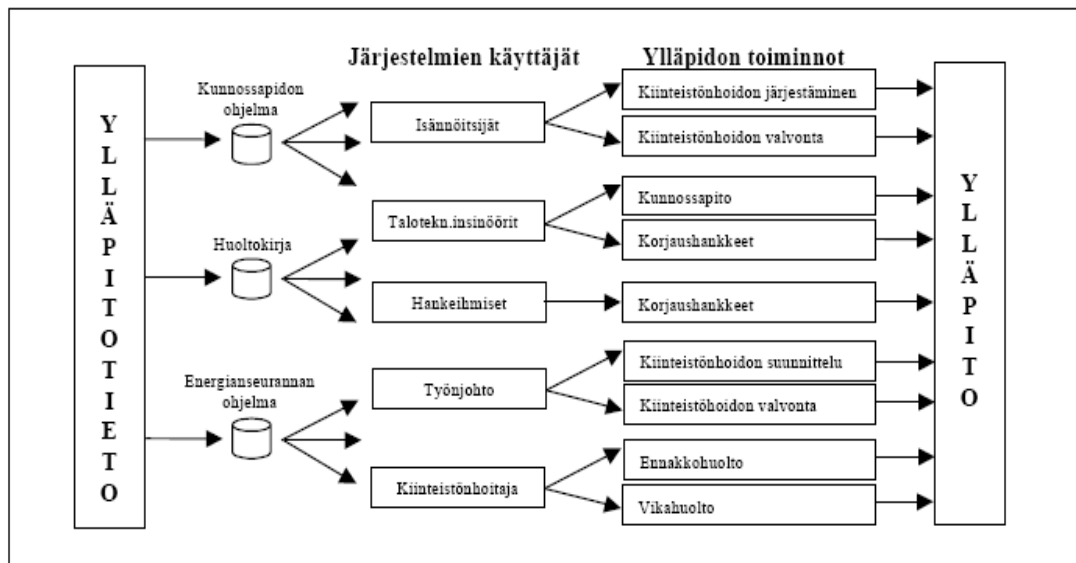 Järjestelmien käyttäjät
Ylläpidon toiminnot
YLLÄPITOTIETO
Kunnossapidon
ohjelma
Huoltokirja
Energianseurannan
ohjelma
Isännöitsijät
Talotekn.insinöörit
Hankeihmiset
Työnjohto
Kiinteistönhoitaja
Kiinteistönhoidon järjestäminen
Kiinteistönhoidon valvonta
Kunnossapito
Korjaushankkeet
Korjaushankkeet
Kiinteistönhoidon suunnittelu
Kiinteistöhoidon valvonta
Ennakkohuolto
Vikahuolto
YLLÄPITO